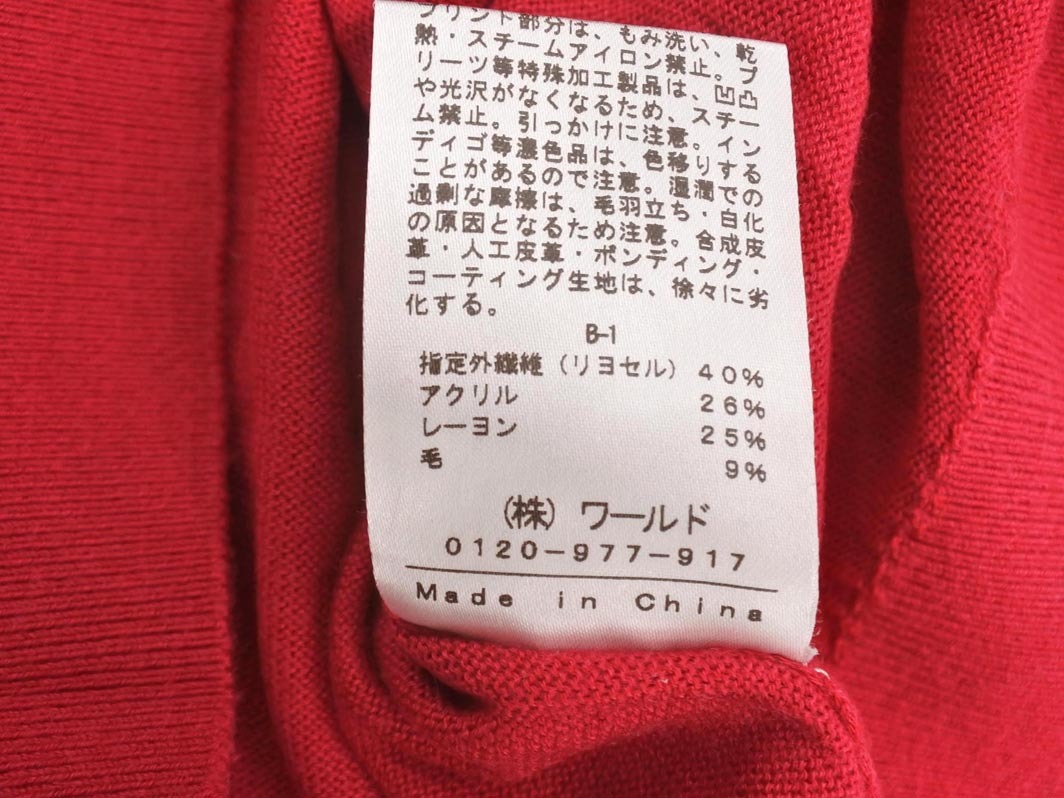 プリント部分は、もみ洗い、乾
熱・スチームアイロン禁止。プ
リーツ等特殊加工製品は、凹凸
や光沢がなくなるため、スチー
ム禁止。引っかけに注意。イン
ディゴ等濃色品は、色移りする
ことがあるので注意。湿潤での
過剰な摩擦は、毛羽立ち・白化
の原因となるため注意。合成皮
革・人工皮革・ボンディング・
コーティング生地は、徐々に劣
化する。
B-1
指定外繊維（リヨセル） 40%
アクリル 26%
レーヨン 25%
毛 9%
（株）ワールド
0120-977-917
Made in China